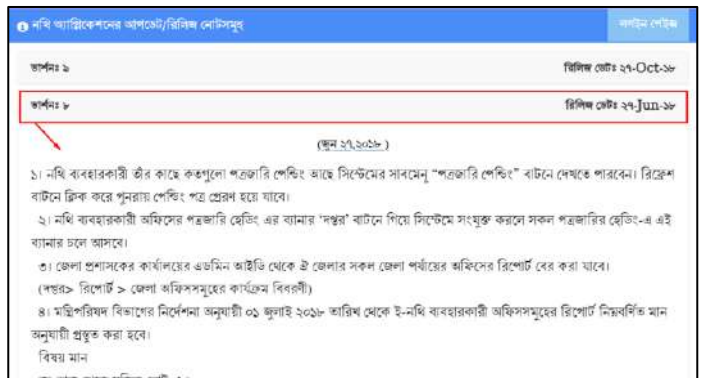 নথি অ্যাপ্লিকেশনের আপডেট/রিলিজ নোটসমূহ
লগইন পেইজ
ভার্শনঃ ৯ রিলিজ ডেটঃ ২৭-Oct-১৮
ভার্শনঃ ৮ রিলিজ ডেটঃ ২৭-Jun-১৮
(জুন ২৭,২০১৮ )
১। নথি ব্যবহারকারী তাঁর কাছে কতগুলো পত্রজারি পেন্ডিং আছে সিস্টেমের সাবমেনু “পত্রজারি পেন্ডিং” বাটনে দেখতে পারবেন। রিফ্রেশ
বাটনে ক্লিক করে পুনরায় পেন্ডিং পত্র প্রেরণ হয়ে যাবে।
২। নথি ব্যবহারকারী অফিসের পত্রজারি হেডিং এর ব্যানার ‘দপ্তর’ বাটনে গিয়ে সিস্টেমে সংযুক্ত করলে সকল পত্রজারির হেডিং-এ এই
ব্যানার চলে আসবে।
৩। জেলা প্রশাসকের কার্যালয়ের এডমিন আইডি থেকে ঐ জেলার সকল জেলা পর্যায়ের অফিসের রিপোর্ট বের করা যাবে।
(দপ্তর> রিপোর্ট > জেলা অফিসসমূহের কার্যক্রম বিবরণী)
৪। মন্ত্রিপরিষদ বিভাগের নির্দেশনা অনুযায়ী ০১ জুলাই ২০১৮ তারিখ থেকে ই-নথি ব্যবহারকারী অফিসসমূহের রিপোর্ট নিম্নবর্ণিত মান
অনুযায়ী প্রস্তুত করা হবে।
বিষয় মান